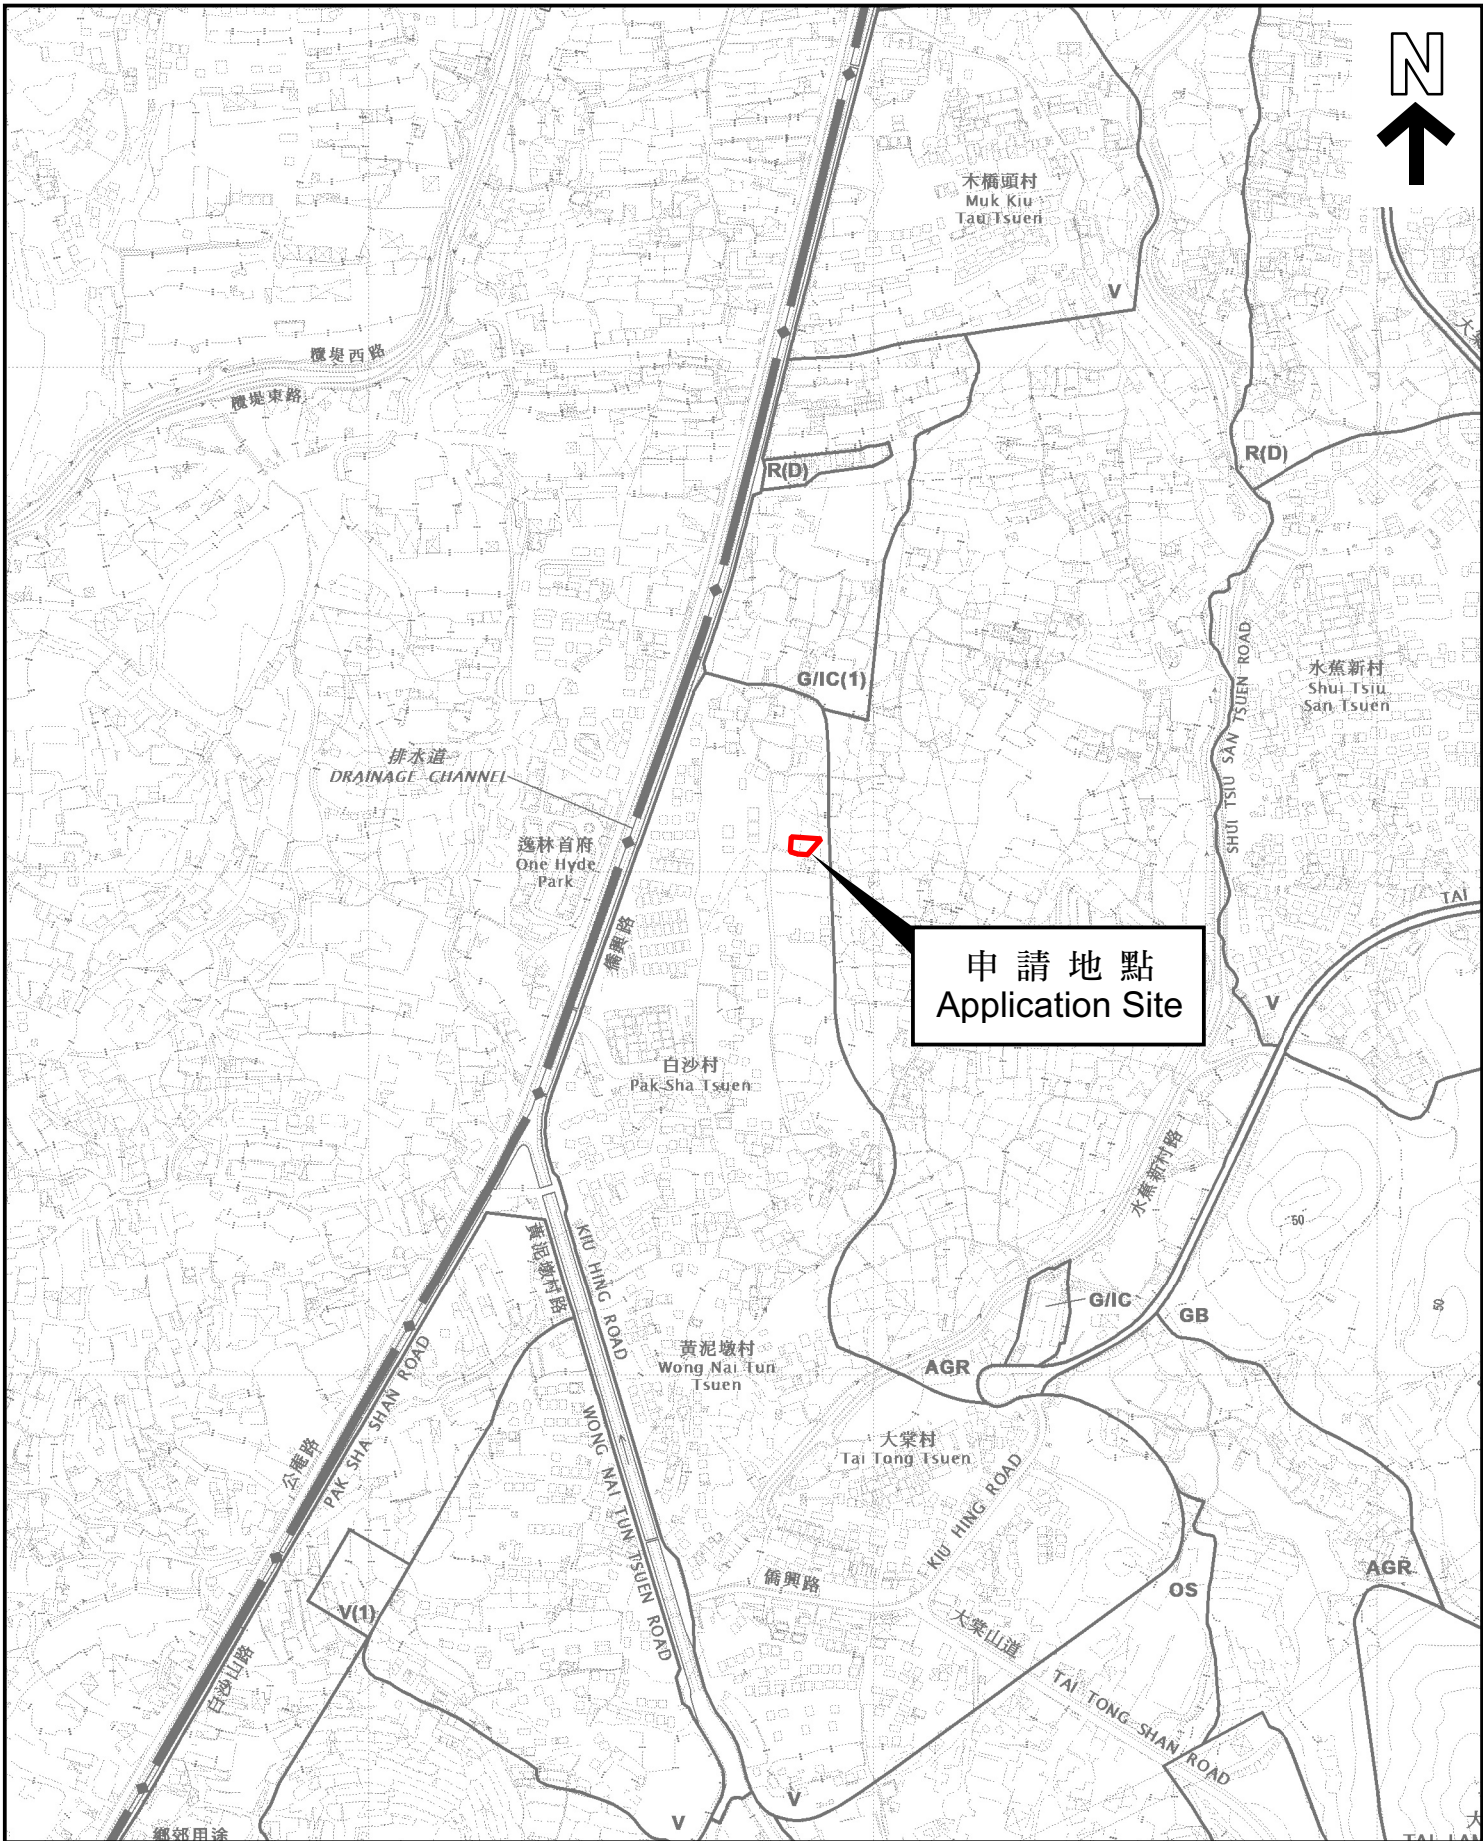 N
木橋頭村
Muk Kiu
Tau Tsuen
V
欖堤西路
欖堤東路
R(D)
R(D)
G/IC(1)
水蕉新村
Shui Tsiu
San Tsuen
SHUI TSIU SAN TSUEN ROAD
排水道
DRAINAGE CHANNEL
逸林首府
One Hyde
Park
僑興路
TAI
申請地點
Application Site
V
白沙村
Pak Sha Tsuen
水蕉新村路
50
50
黃泥墩村路
KIU HING ROAD
G/IC
GB
黃泥墩村
Wong Nai Tun
Tsuen
AGR
PAK SHA SHAN ROAD
公庵路
WONG NAI TUN TSUEN ROAD
大棠村
Tai Tong Tsuen
KIU HING ROAD
僑興路
OS
AGR
V(1)
大棠山道
TAI TONG SHAN ROAD
白沙山路
V
V
鄉郊用途